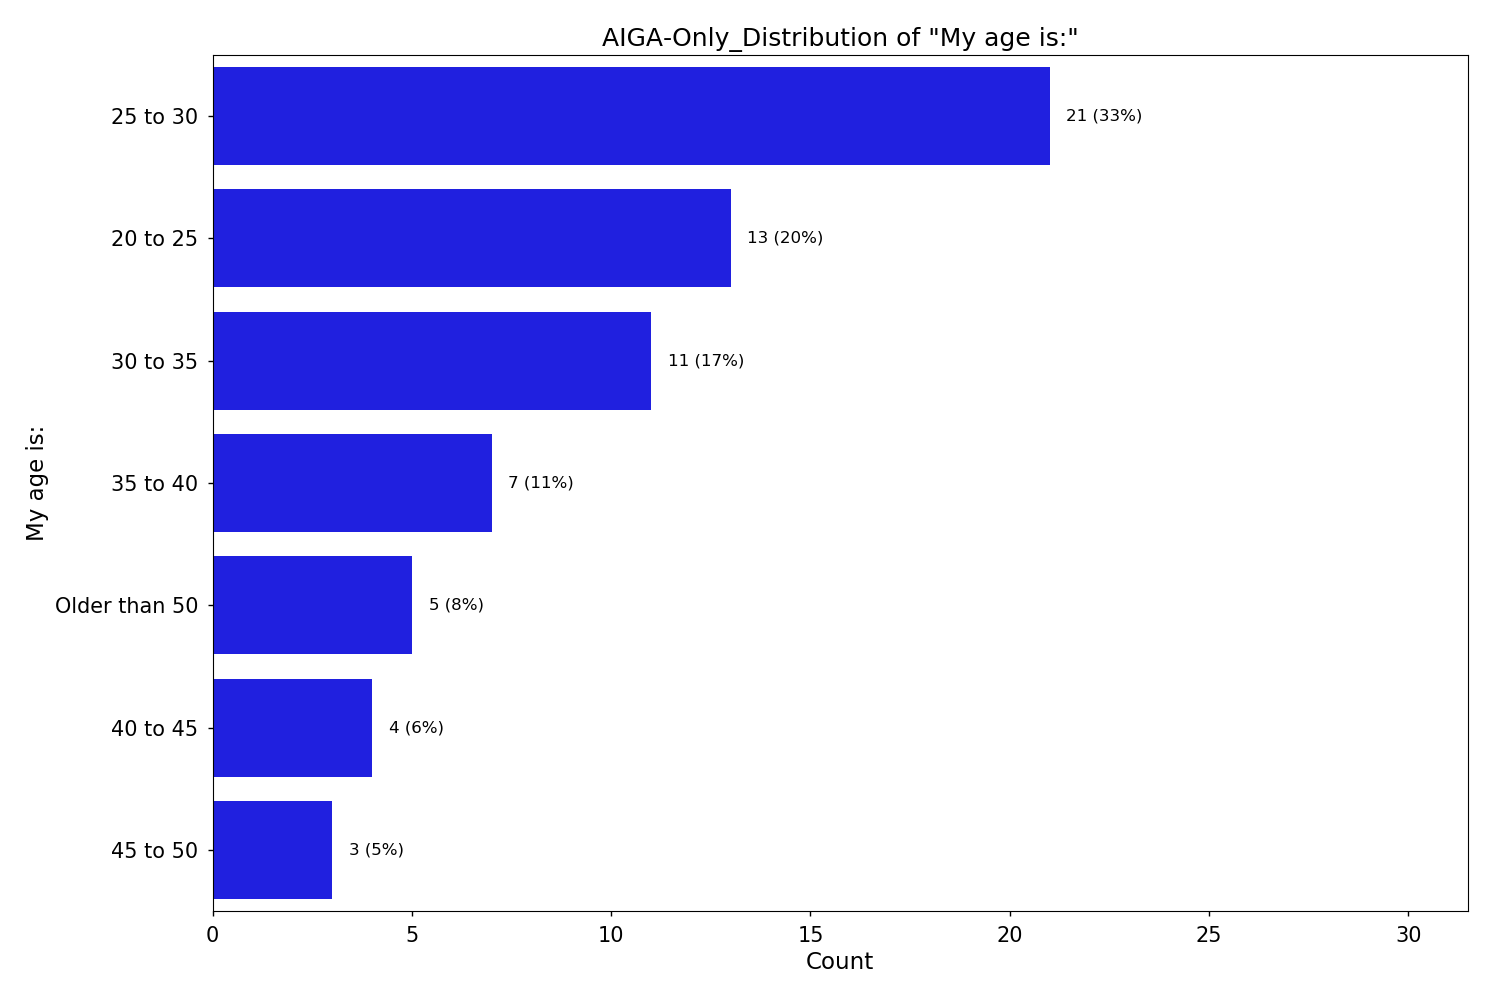 AIGA-Only_Distribution of "My age is:"
My age is:
25 to 30
21 (33%)
20 to 25
13 (20%)
30 to 35
11 (17%)
35 to 40
7 (11%)
Older than 50
5 (8%)
40 to 45
4 (6%)
45 to 50
3 (5%)
0 5 10 15 20 25 30
Count